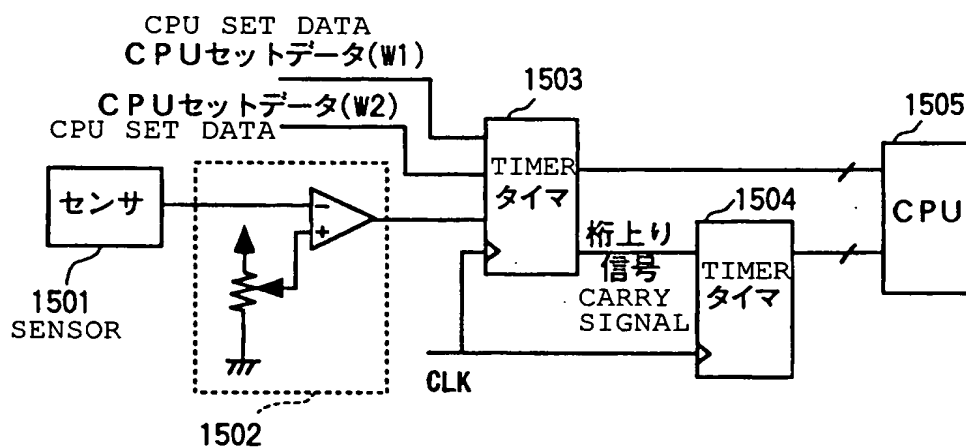 CPU SET DATA
CPUセットデータ(W1)
CPUセットデータ(W2)
CPU SET DATA
1503
1505
センサ
TIMER
タイマ
1504
CPU
-
+
桁上り
信号
CARRY
SIGNAL
TIMER
タイマ
1501
SENSOR
CLK
1502